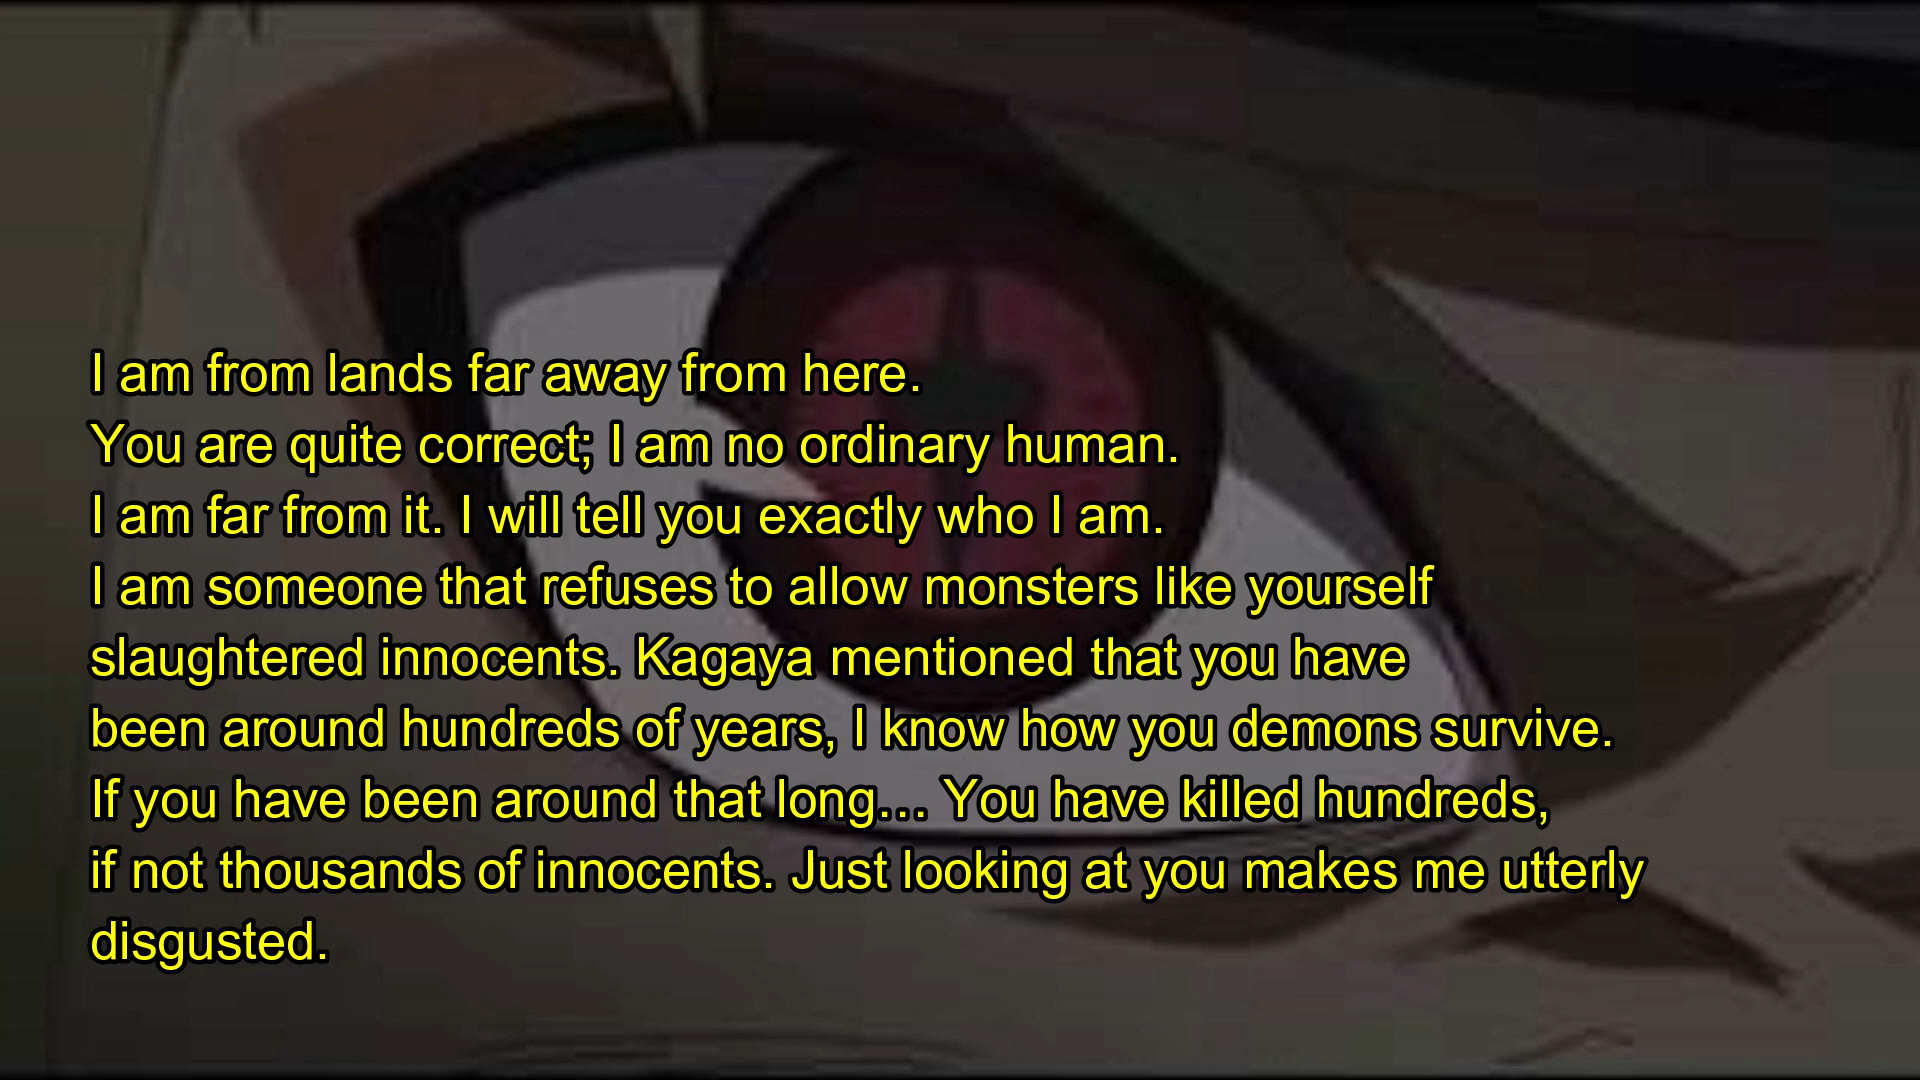 I am from lands far away from here.
You are quite correct; I am no ordinary human.
I am far from it. I will tell you exactly who I am.
I am someone that refuses to allow monsters like yourself
slaughtered innocents. Kagaya mentioned that you have
been around hundreds of years, I know how you demons survive.
If you have been around that long... You have killed hundreds,
if not thousands of innocents. Just looking at you makes me utterly
disgusted.